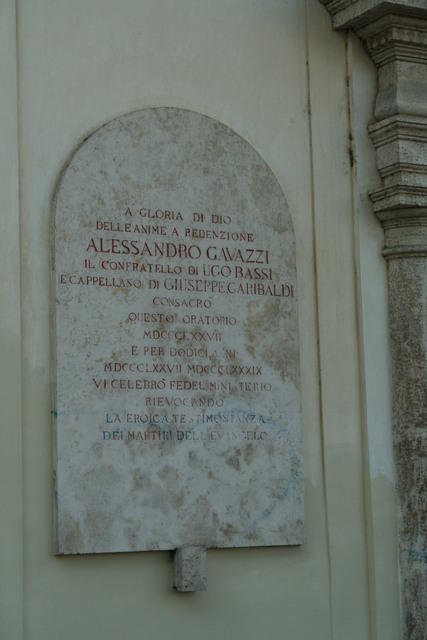 A GLORIA DI DIO
DELLE ANIME A REDENZIONE
ALESSANDRO GAVAZZI
IL CONFRATELLO DI UGO BASSI
E CAPPELLANO DI GIUSEPPE GARIBALDI
CONSACRÒ
QUESTO ORATORIO
MDCCCLXXVII
E PER DODICI ANNI
MDCCCLXXVII MDCCCLXXXIX
VI CELEBRÒ FEDEL MINISTERIO
RIEVOCANDO
LA EROICA TESTIMONIANZA
DEI MARTIRI DELL'EVANGELO